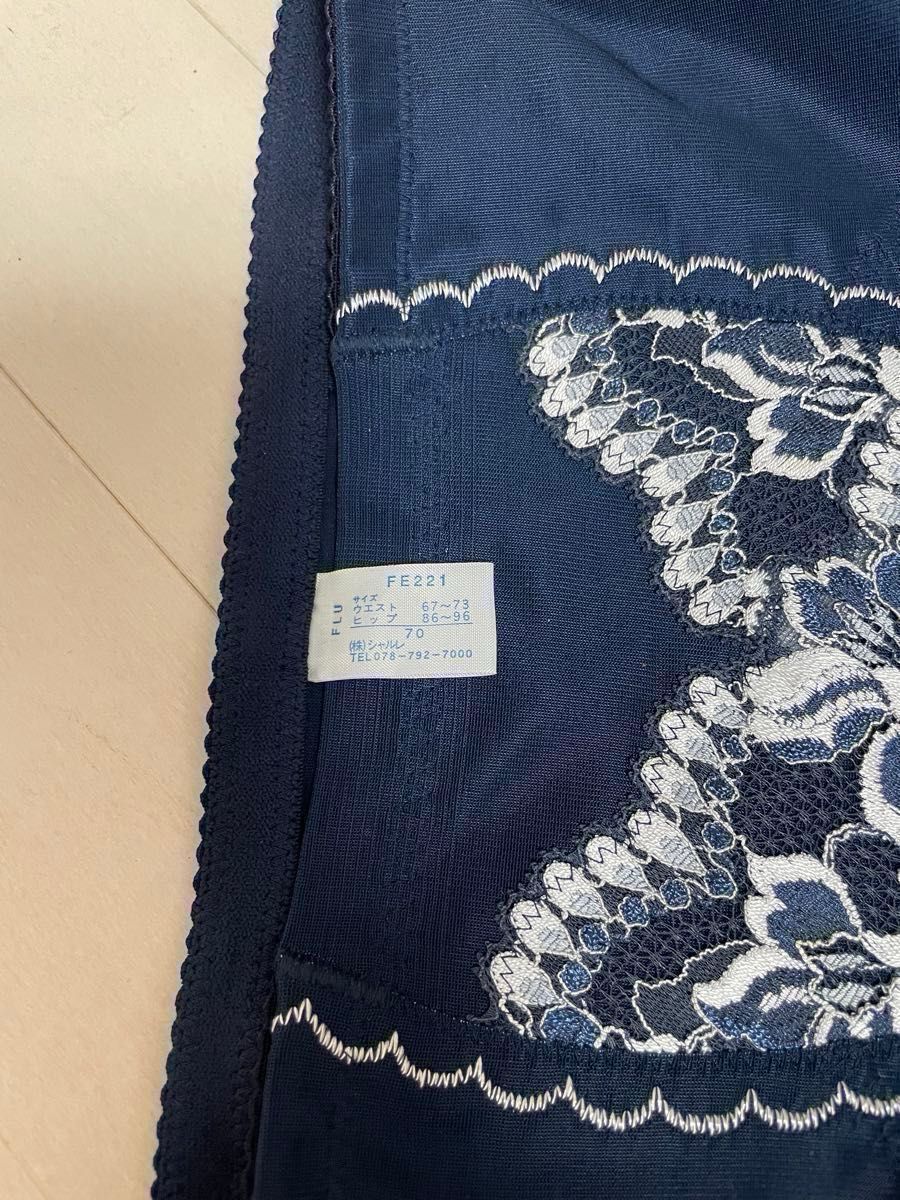 FE221
FLU
サイズ
ウエスト 67〜73
ヒップ 86〜96
70
(株)シャルレ
TEL078-792-7000